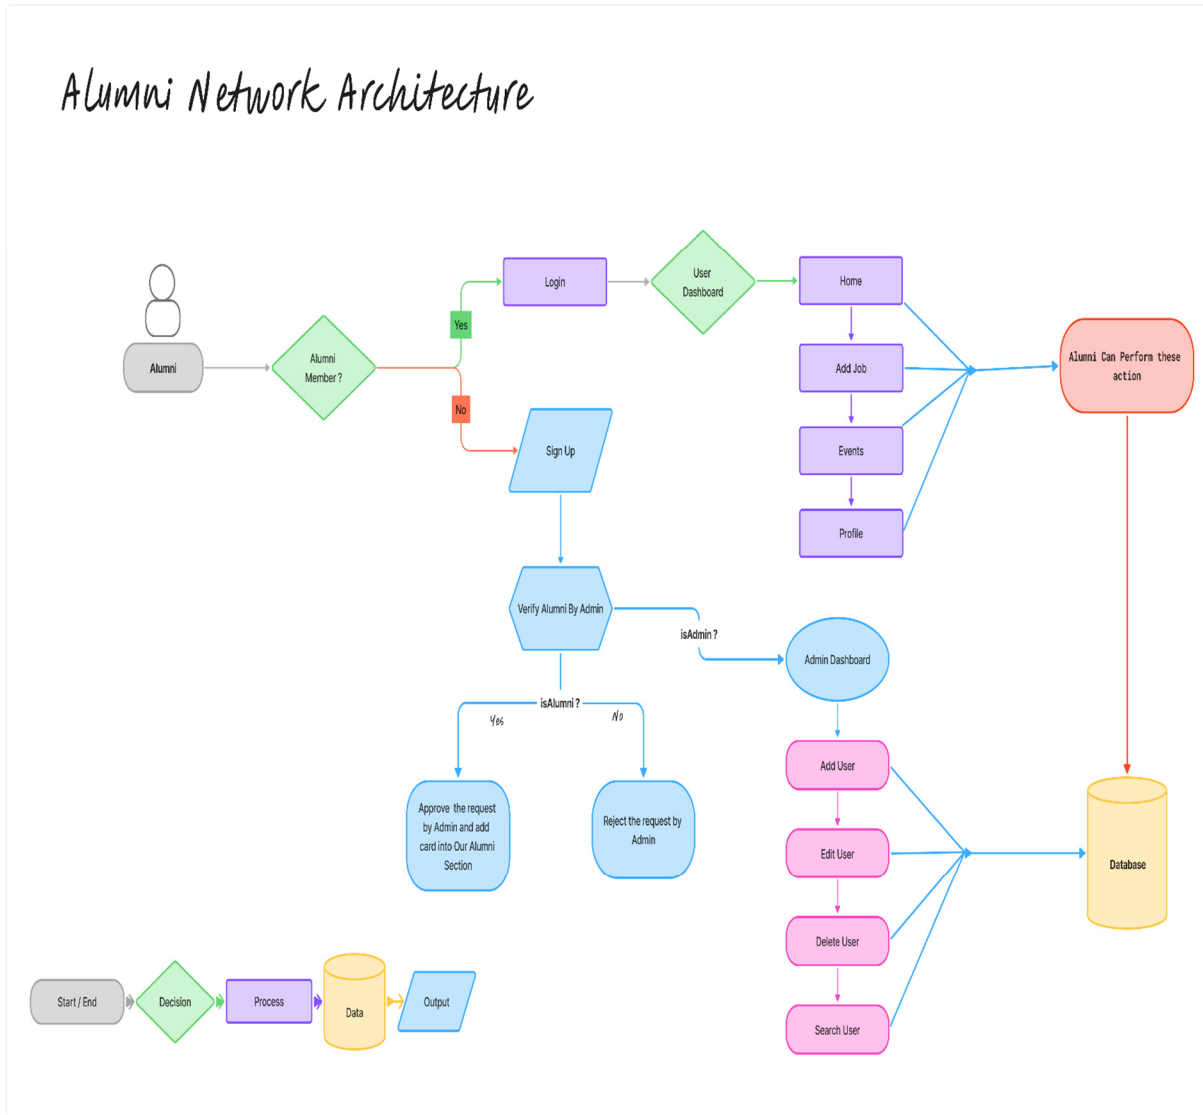 Alumni Network Architecture
Alumni
Alumni
Member ?
Yes
No
Login
User
Dashboard
Home
Add Job
Events
Profile
Alumni Can Perform these
action
Sign Up
Verify Alumni By Admin
isAdmin ?
Admin Dashboard
isAlumni ?
Yes
No
Approve the request
by Admin and add
card into Our Alumni
Section
Reject the request by
Admin
Add User
Edit User
Delete User
Search User
Database
Start / End
Decision
Process
Data
Output